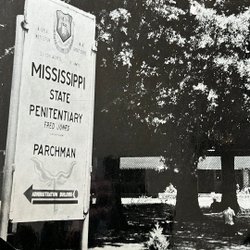 MISSISSIPPI
STATE
PENITENTIARY
FRED JONES
PARCHMAN
ADMINISTRATION BUILDING